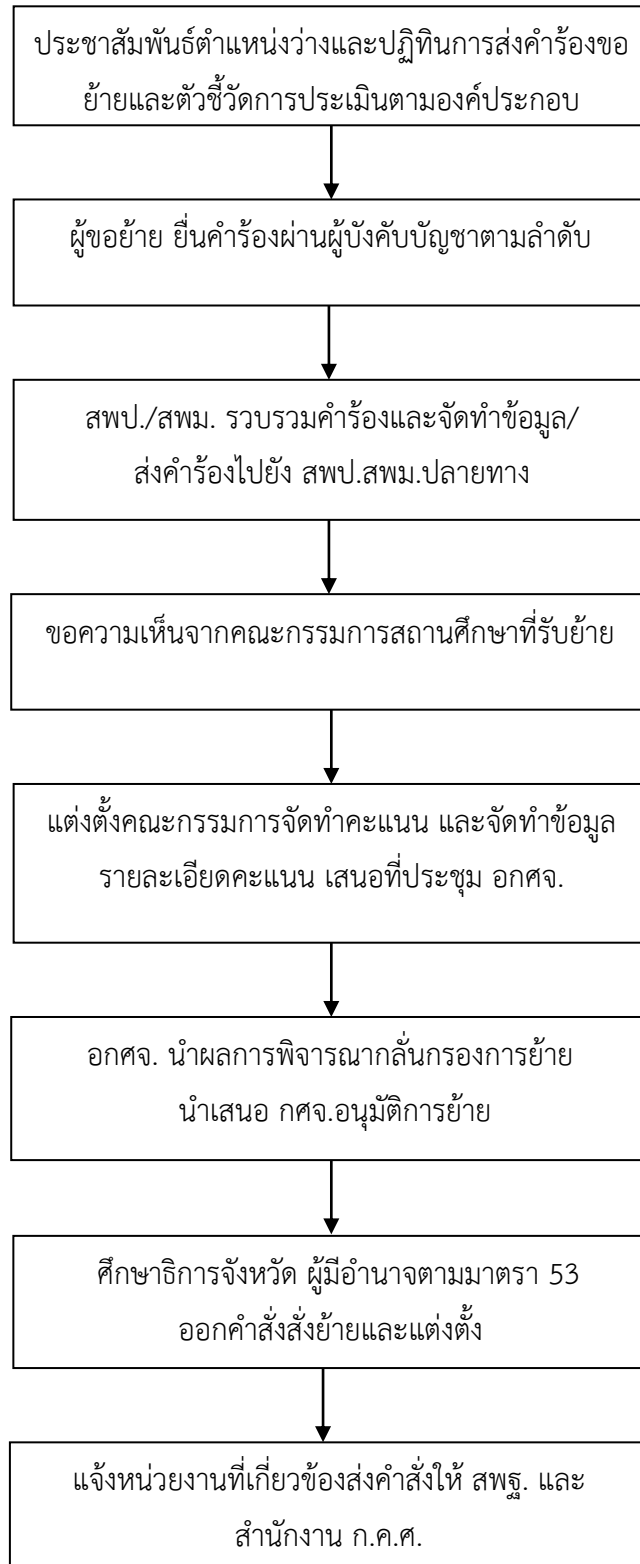 ประชาสัมพันธ์ตำแหน่งว่างและปฏิทินการส่งคำร้องขอ
ย้ายและตัวชี้วัดการประเมินตามองค์ประกอบ
ผู้ขอย้าย ยื่นคำร้องผ่านผู้บังคับบัญชาตามลำดับ
สพป./สพม. รวบรวมคำร้องและจัดทำข้อมูล/
ส่งคำร้องไปยัง สพป.สพม.ปลายทาง
ขอความเห็นจากคณะกรรมการสถานศึกษาที่รับย้าย
แต่งตั้งคณะกรรมการจัดทำคะแนน และจัดทำข้อมูล
รายละเอียดคะแนน เสนอที่ประชุม อกศจ.
อกศจ. นำผลการพิจารณากลั่นกรองการย้าย
นำเสนอ กศจ.อนุมัติการย้าย
ศึกษาธิการจังหวัด ผู้มีอำนาจตามมาตรา 53
ออกคำสั่งสั่งย้ายและแต่งตั้ง
แจ้งหน่วยงานที่เกี่ยวข้องส่งคำสั่งให้ สพฐ. และ
สำนักงาน ก.ค.ศ.